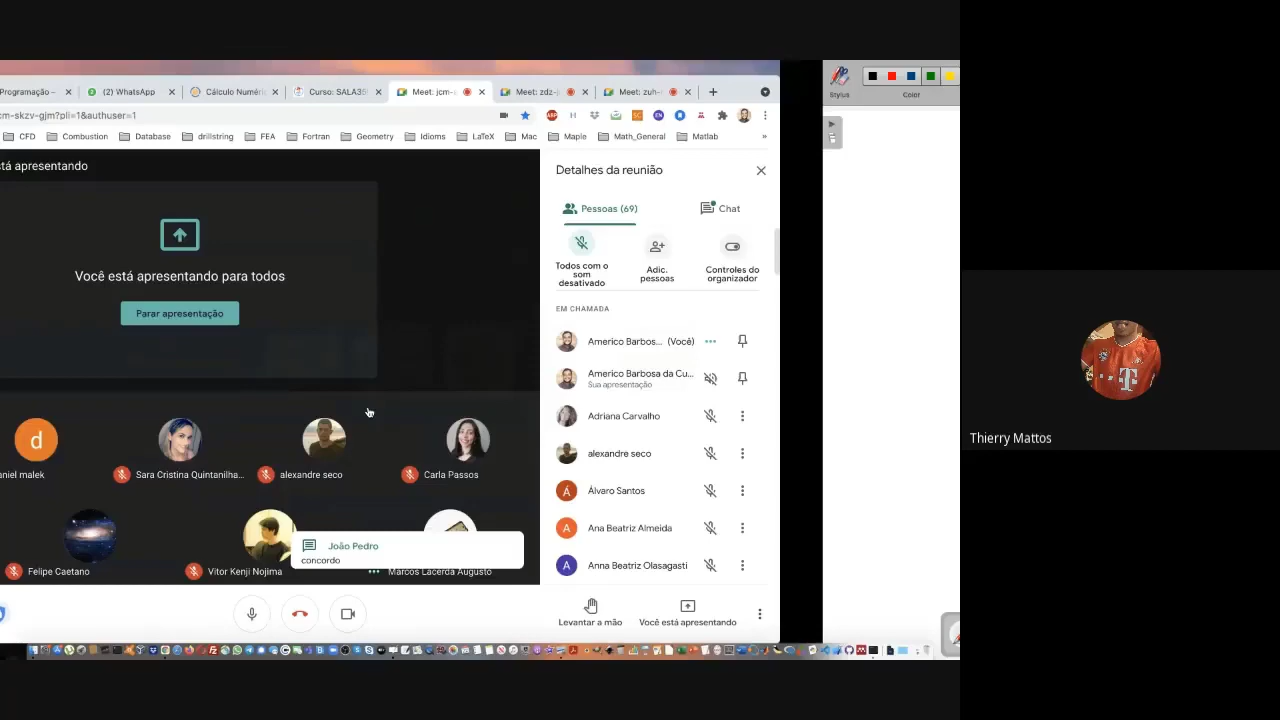 Programação –
(2) WhatsApp
Cálculo Numéri
Curso: SALA35
Meet: jcm-s
Meet: zdz-j
Meet: zuh-r
cm-skzv-gjm?pli=1&authuser=1
CFD
Combustion
Database
drillstring
FEA
Fortran
Geometry
Idioms
LaTeX
Mac
Maple
Math_General
Matlab
»
Stylus
Color
tá apresentando
Você está apresentando para todos
Parar apresentação
Detalhes da reunião
Pessoas (69)
Chat
Todos com o som desativado
Adic. pessoas
Controles do organizador
EM CHAMADA
Americo Barbos... (Você)
Americo Barbosa da Cu...
Sua apresentação
Adriana Carvalho
alexandre seco
Á Álvaro Santos
A Ana Beatriz Almeida
A Anna Beatriz Olasagasti
d
aniel malek
Sara Cristina Quintanilha...
alexandre seco
Carla Passos
João Pedro
concordo
Felipe Caetano
Vitor Kenji Nojima
Marcos Lacerda Augusto
Levantar a mão
Você está apresentando
Thierry Mattos